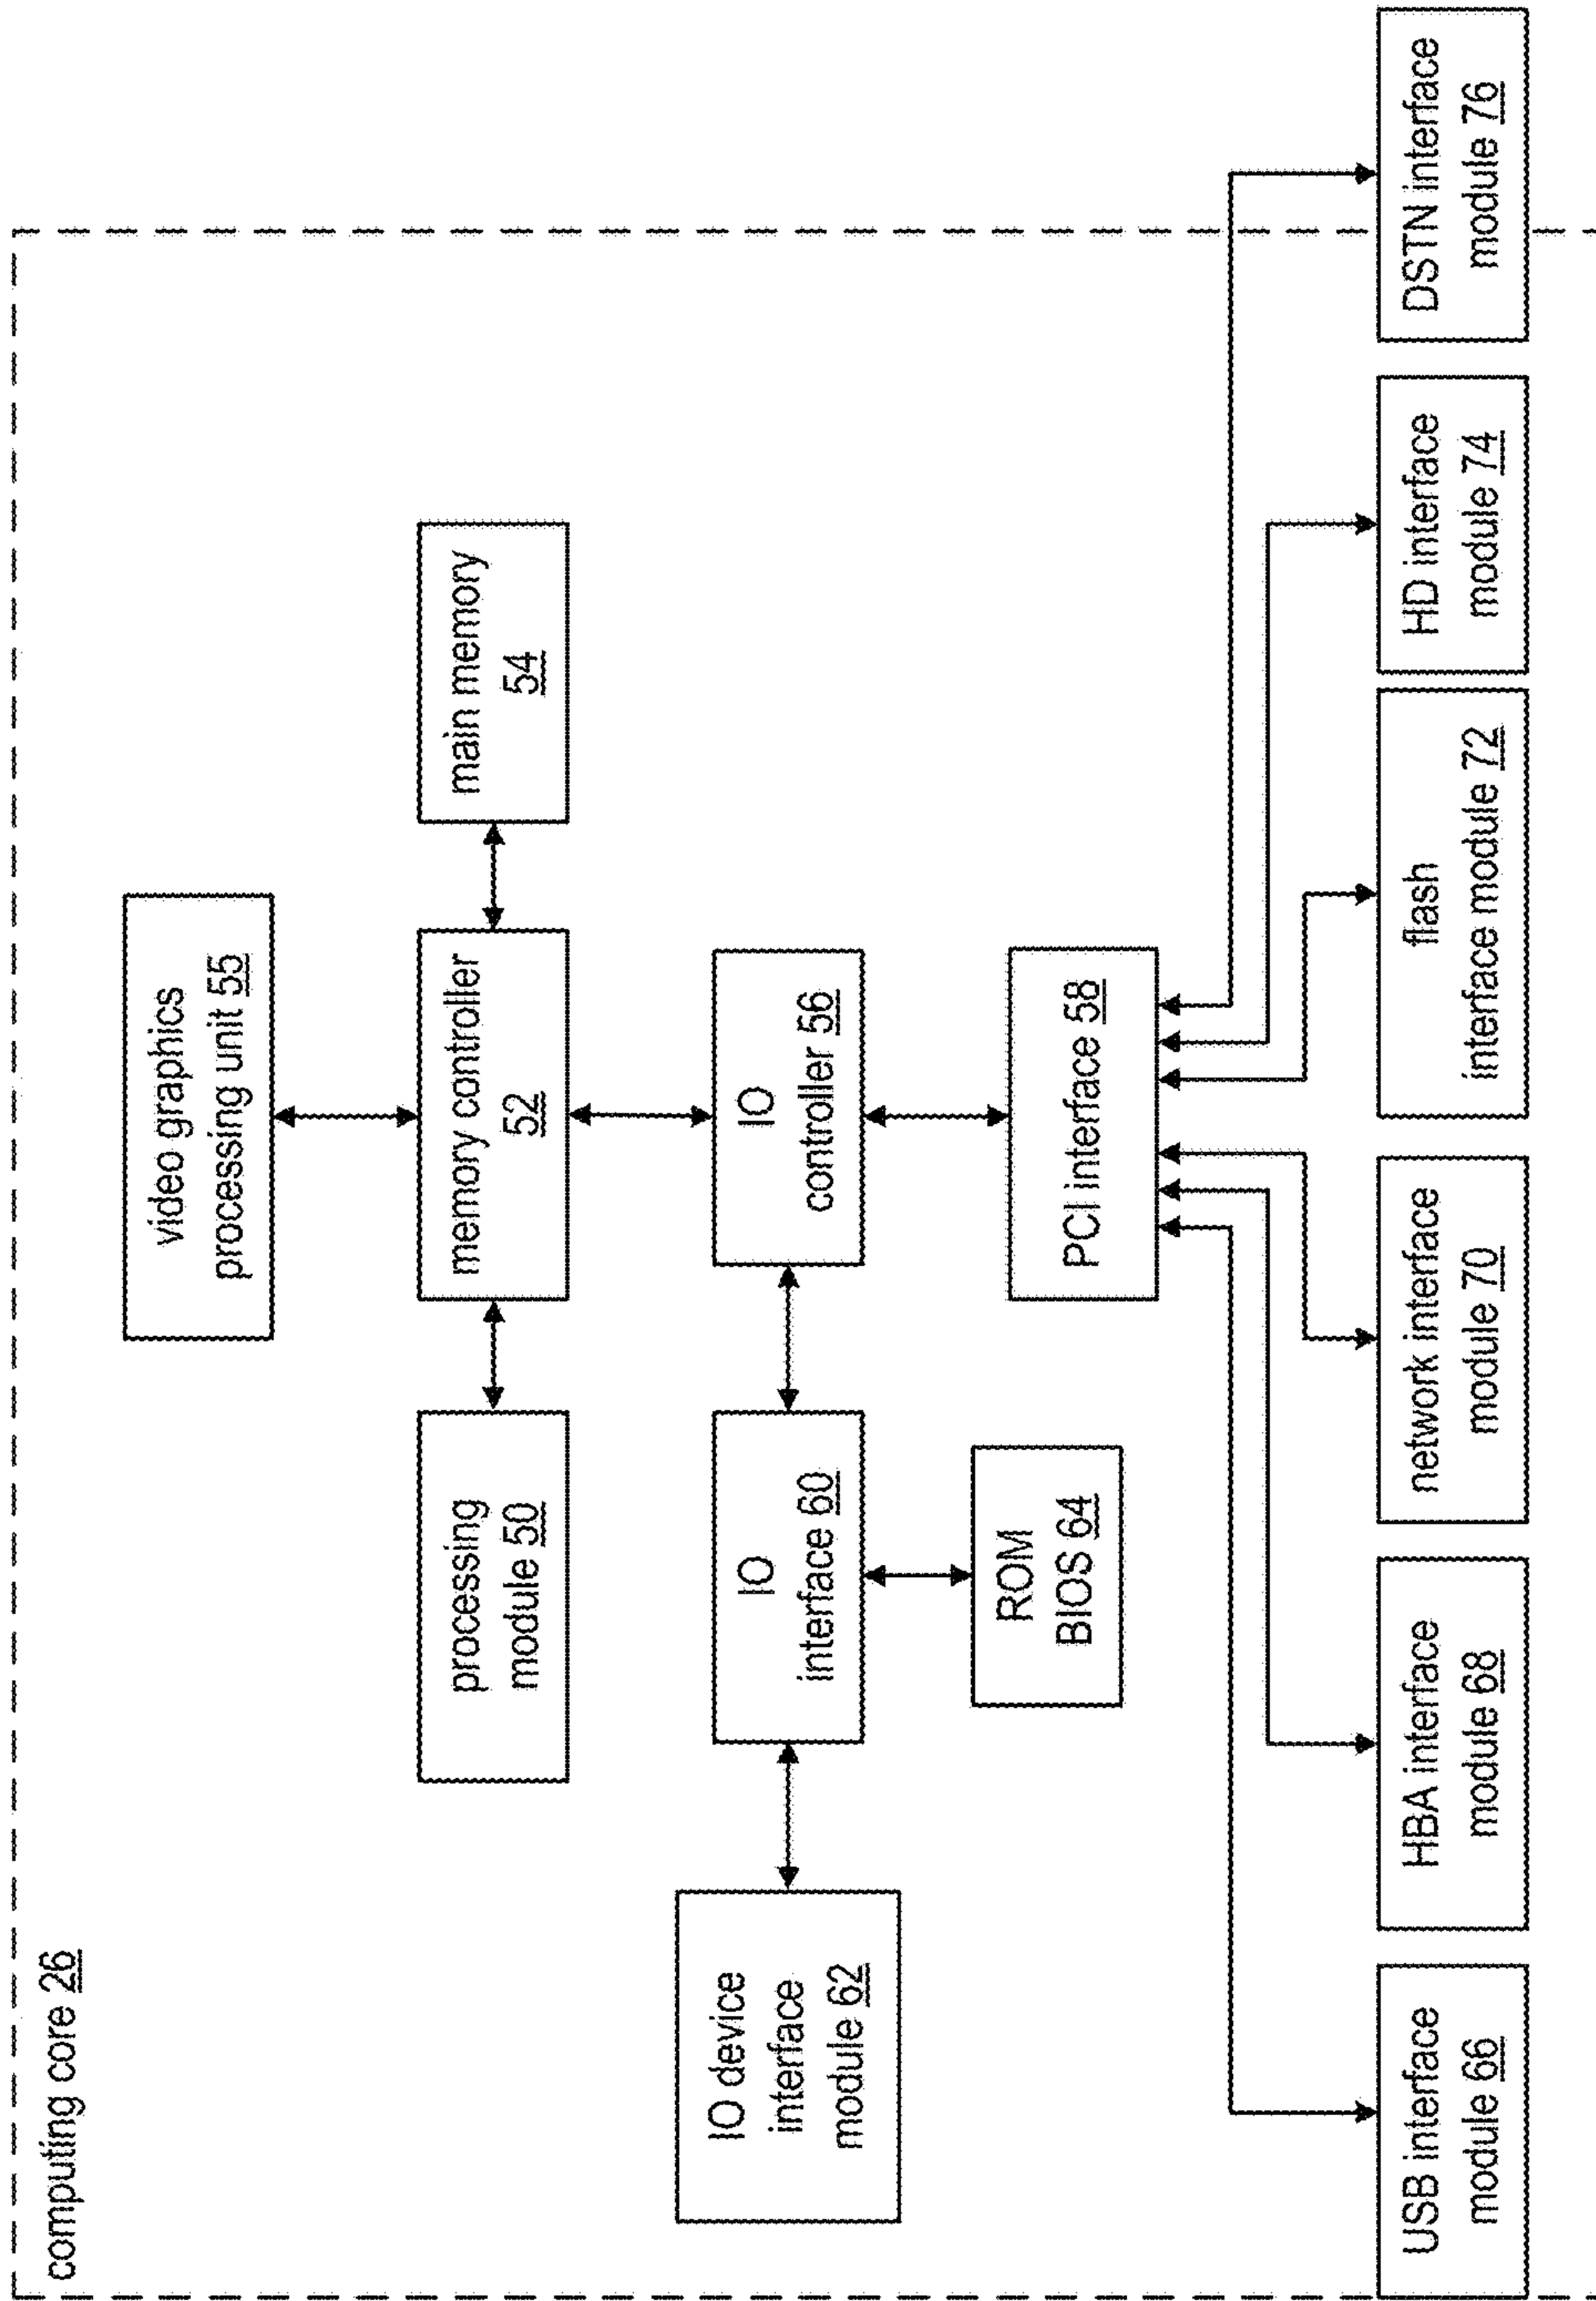 computing core 26
video graphics
processing unit 55
processing
module 50
memory controller
52
main memory
54
IO device
interface
module 62
IO
interface 60
IO
controller 56
ROM
BIOS 64
PCI interface 58
USB interface
module 66
HBA interface
module 68
network interface
module 70
flash
interface module 72
HD interface
module 74
DSTN interface
module 76